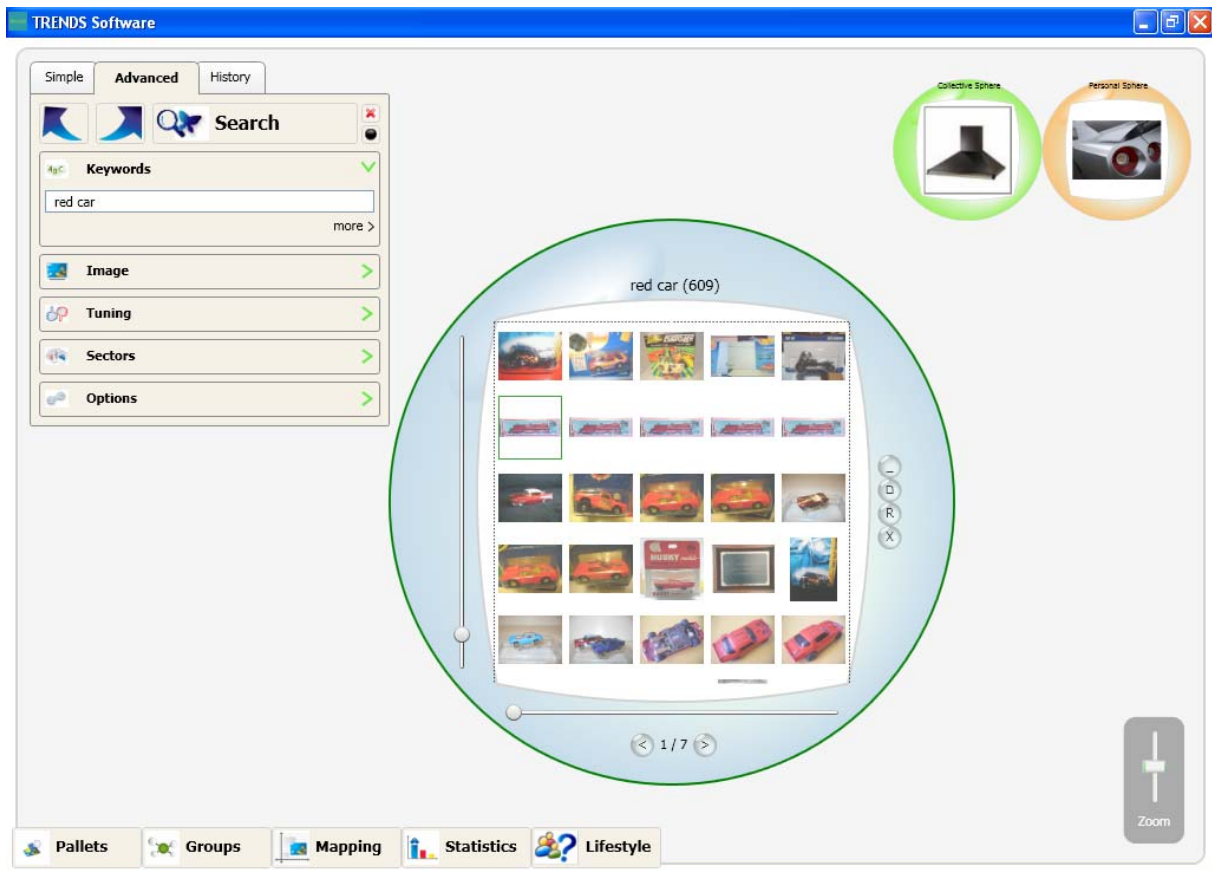 TRENDS Software
Simple
Advanced
History
Search
Keywords
red car
more >
Image
Tuning
Sectors
Options
Collective Sphere
Personal Sphere
red car (609)
HUSKY
_
D
R
X
< 1 / 7 >
Zoom
Pallets
Groups
Mapping
Statistics
Lifestyle